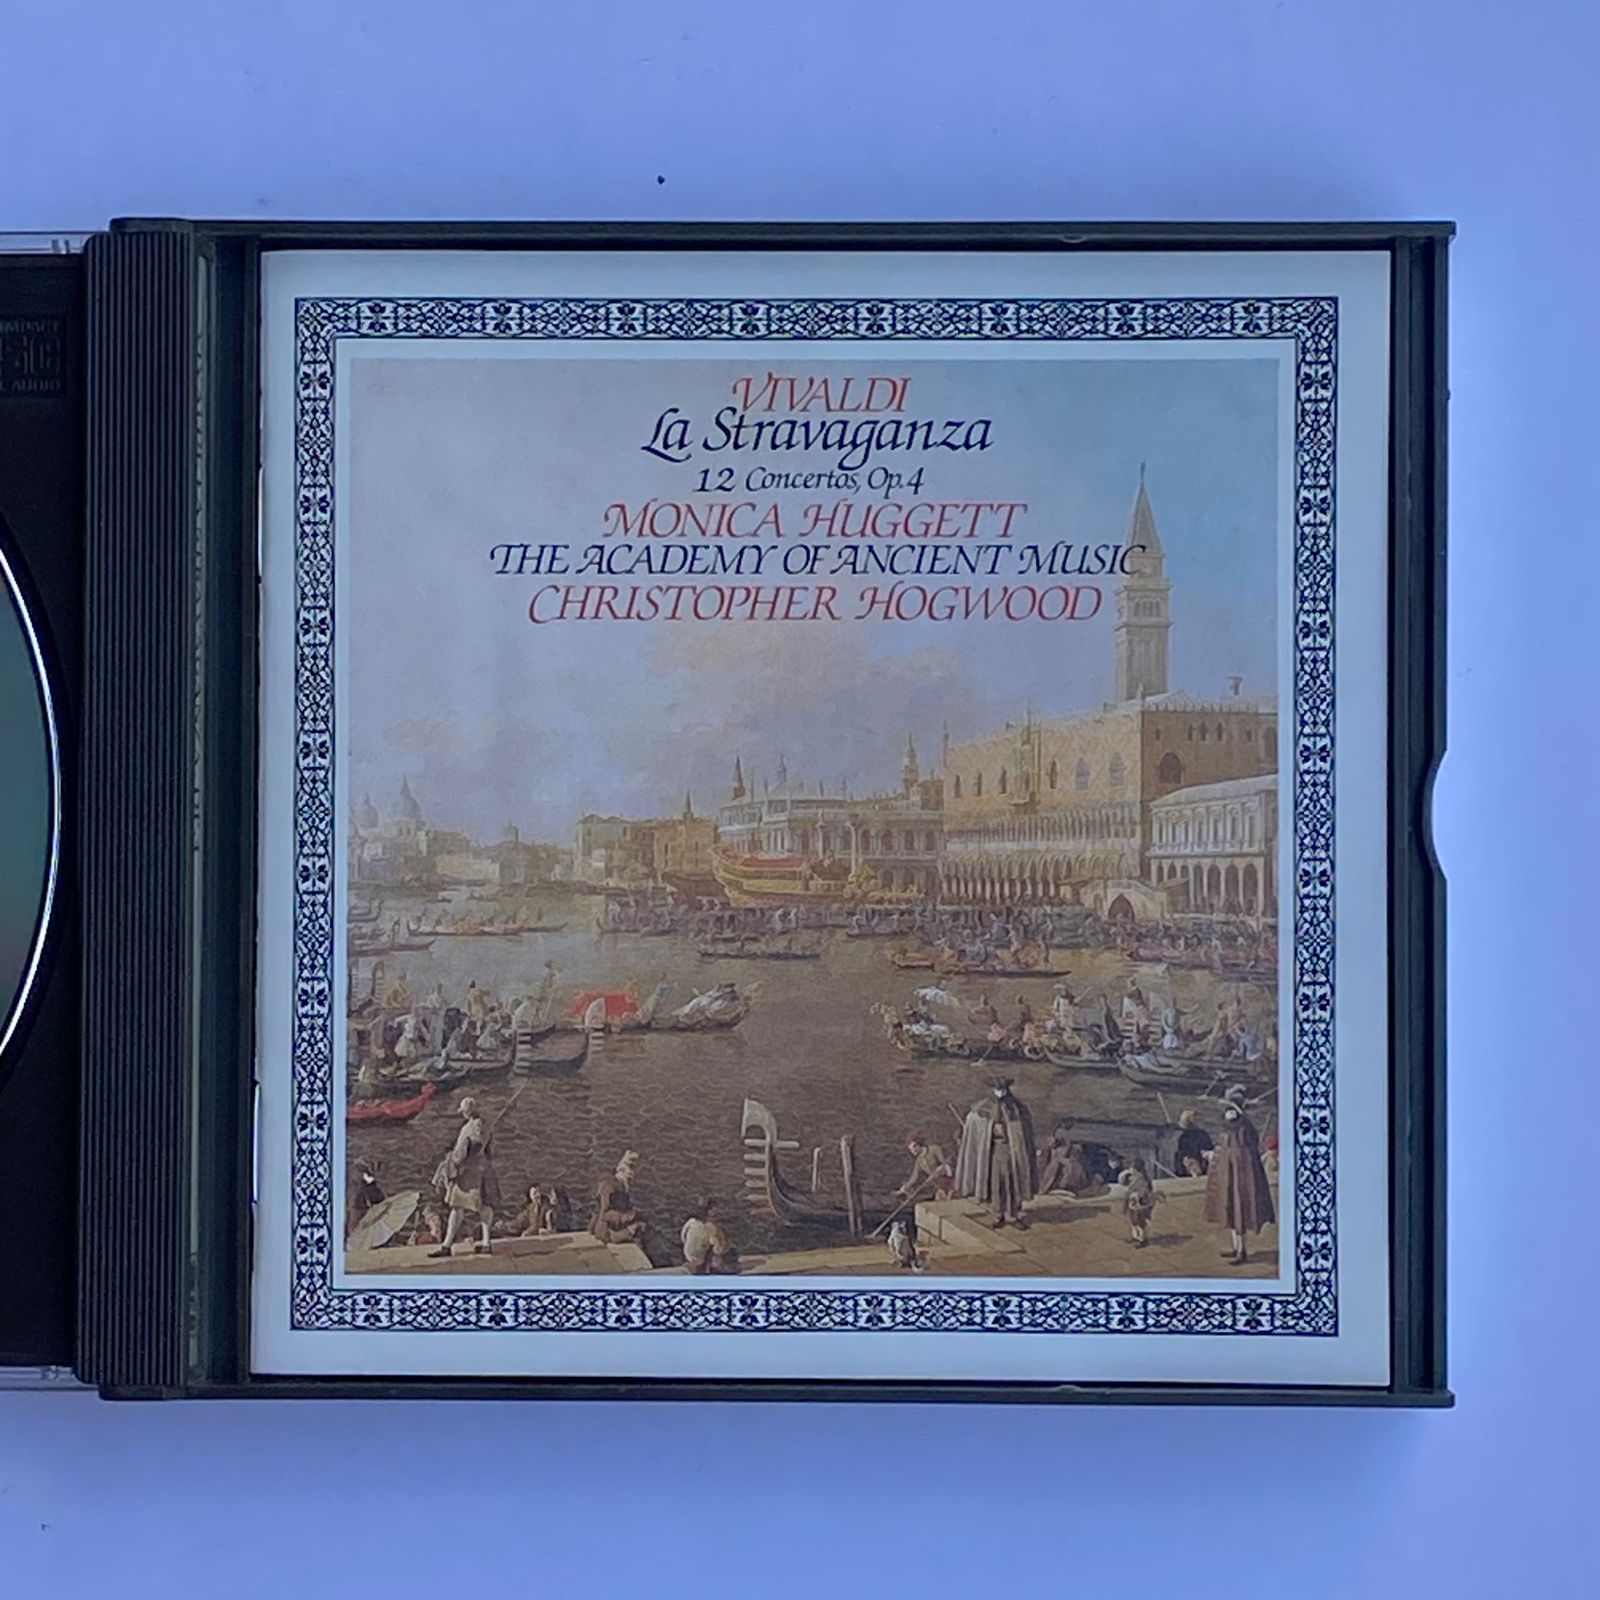 VIVALDI
La Stravaganza
12 Concertos, Op. 4
MONICA HUGGETT
THE ACADEMY OF ANCIENT MUSIC
CHRISTOPHER HOGWOOD